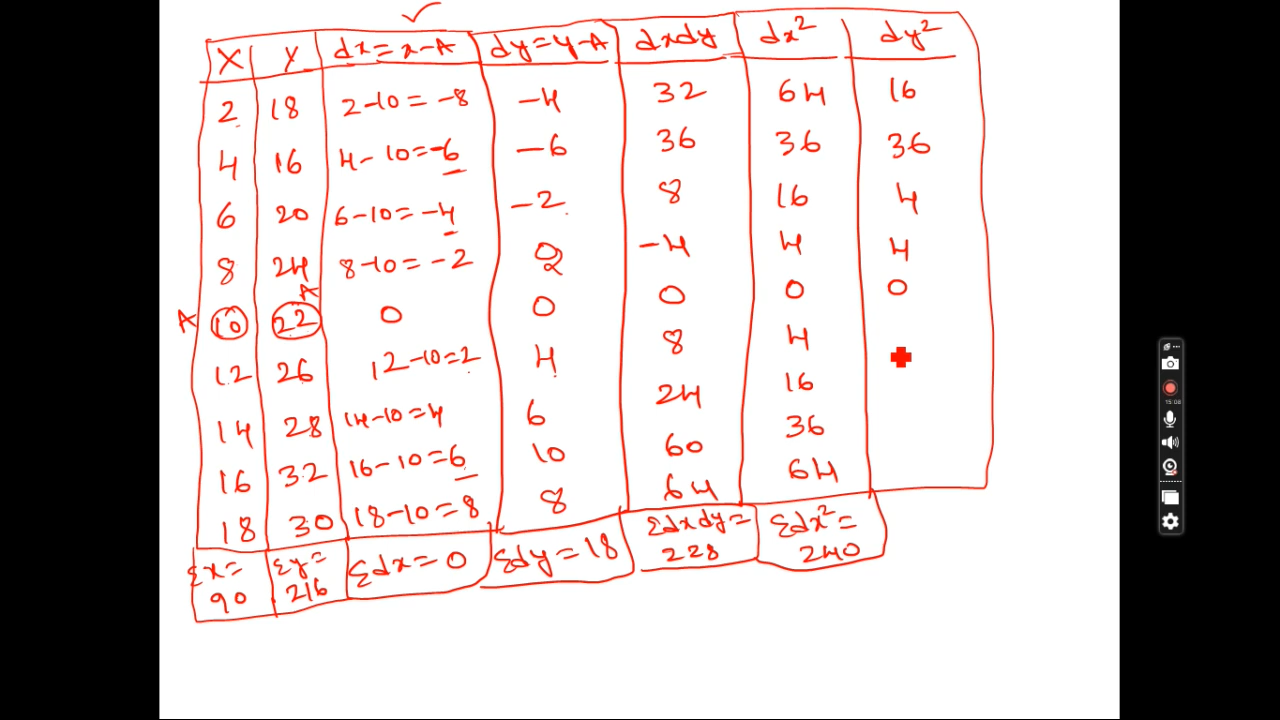 X Y dx=x-A dy=y-A dxdy dx² dy²
2 18 2-10=-8 -4 32 64 16
4 16 4-10=-6 -6 36 36 36
6 20 6-10=-4 -2 8 16 4
8 24 8-10=-2 2 -4 4 4
A 10 22 A 0 0 0 0 0
12 26 12-10=2 4 8 4
14 28 14-10=4 6 24 16
16 32 16-10=6 10 60 36
18 30 18-10=8 8 64 64
Σx= 90 Σy= 216 Σdx=0 Σdy=18 Σdxdy= 228 Σdx²= 240
15:08